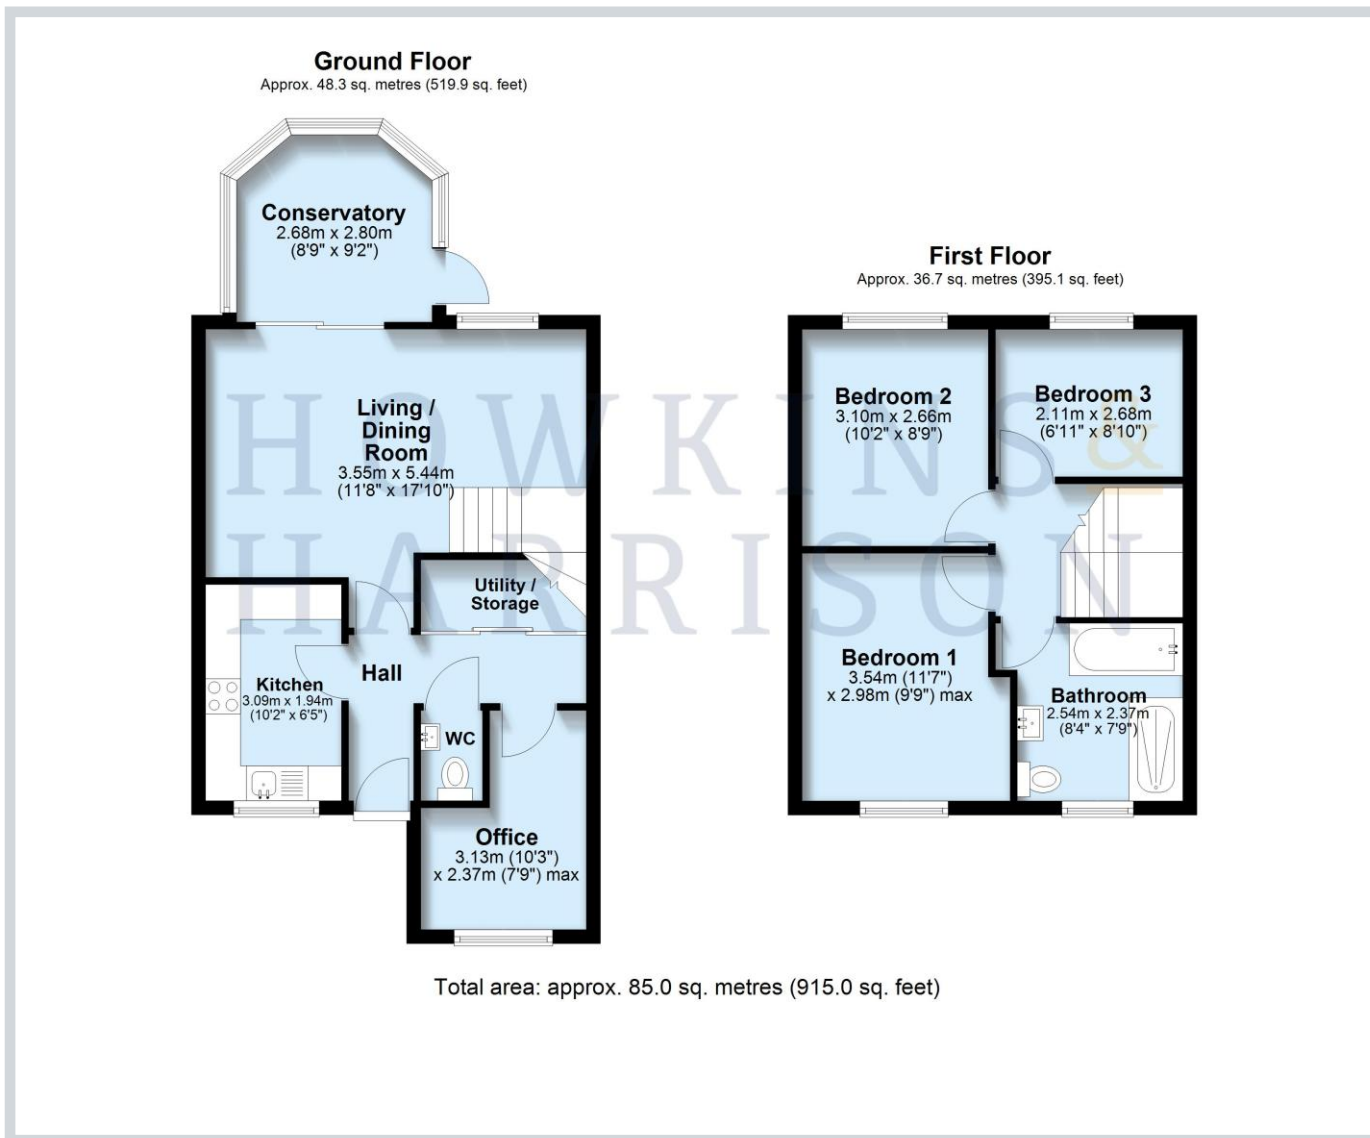 Ground Floor
Approx. 48.3 sq. metres (519.9 sq. feet)
Conservatory
2.68m x 2.80m
(8'9" x 9'2")
Living /
Dining
Room
3.55m x 5.44m
(11'8" x 17'10")
Utility /
Storage
Hall
Kitchen
3.09m x 1.94m
(10'2" x 6'5")
WC
Office
3.13m (10'3")
x 2.37m (7'9") max
First Floor
Approx. 36.7 sq. metres (395.1 sq. feet)
Bedroom 2
3.10m x 2.66m
(10'2" x 8'9")
Bedroom 3
2.11m x 2.68m
(6'11" x 8'10")
Bedroom 1
3.54m (11'7")
x 2.98m (9'9") max
Bathroom
2.54m x 2.37m
(8'4" x 7'9")
HOWKINS &
HARRISON
Total area: approx. 85.0 sq. metres (915.0 sq. feet)